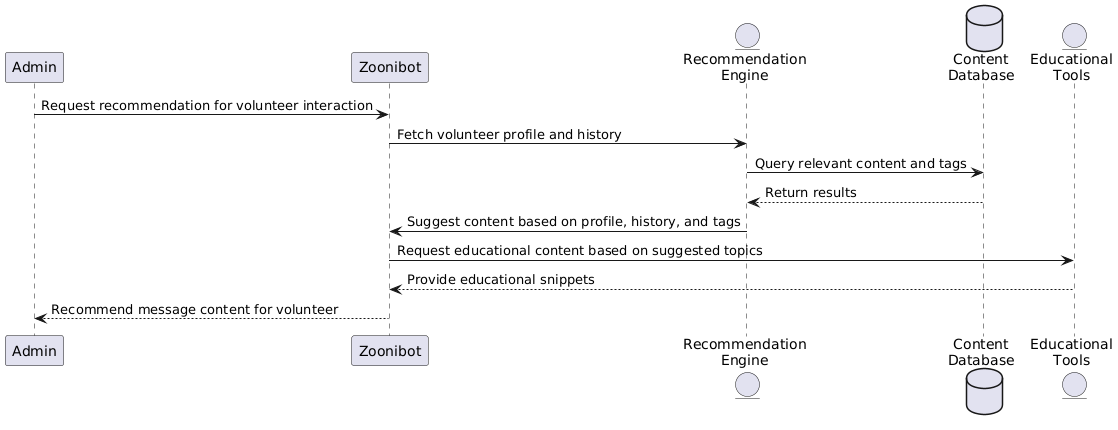 Content
Database
Recommendation
Engine
Educational
Tools
Admin
Zoonibot
Request recommendation for volunteer interaction
Fetch volunteer profile and history
Query relevant content and tags
Return results
Suggest content based on profile, history, and tags
Request educational content based on suggested topics
Provide educational snippets
Recommend message content for volunteer
Admin
Zoonibot
Recommendation
Engine
Content
Database
Educational
Tools